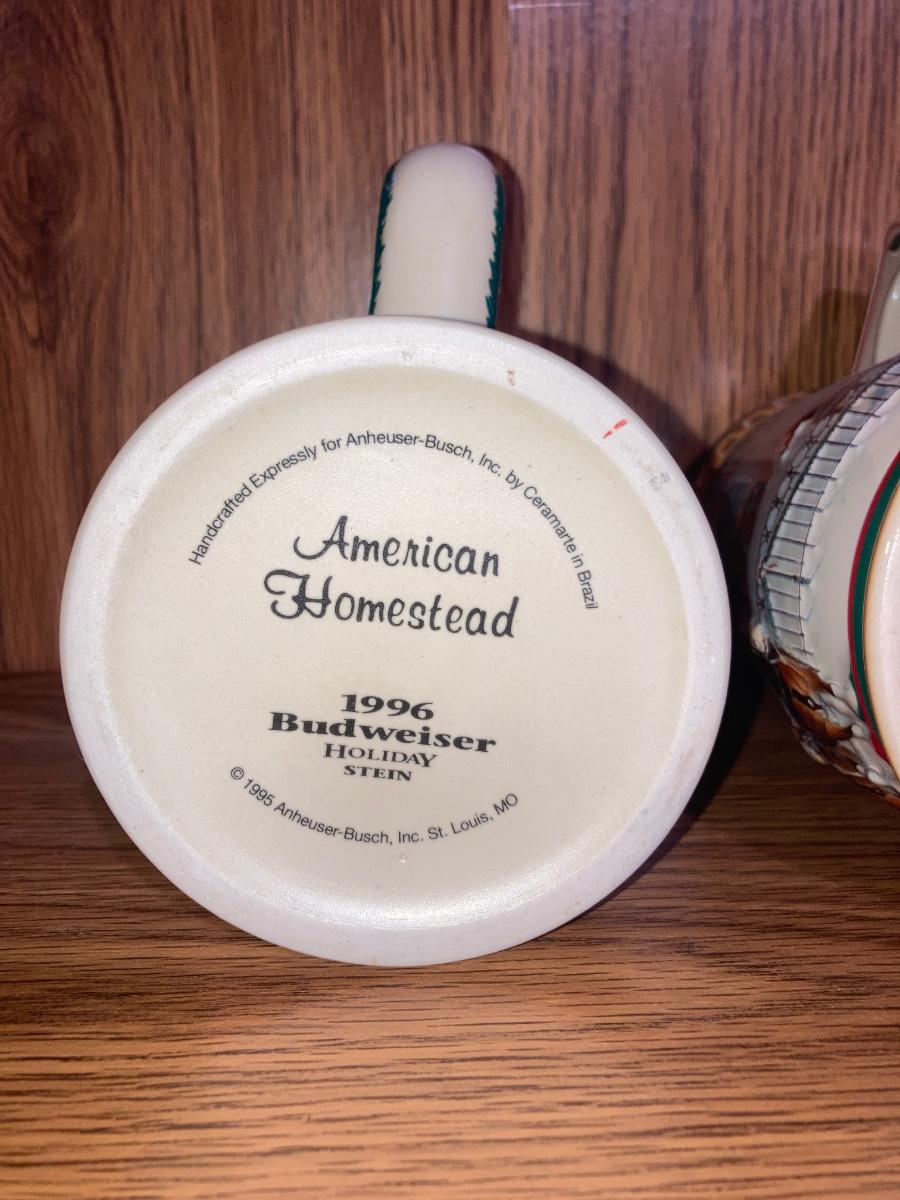 Handcrafted Expressly for Anheuser-Busch, Inc. by Ceramarte in Brazil
American
Homestead
1996
Budweiser
HOLIDAY
STEIN
© 1995 Anheuser-Busch, Inc. St. Louis, MO